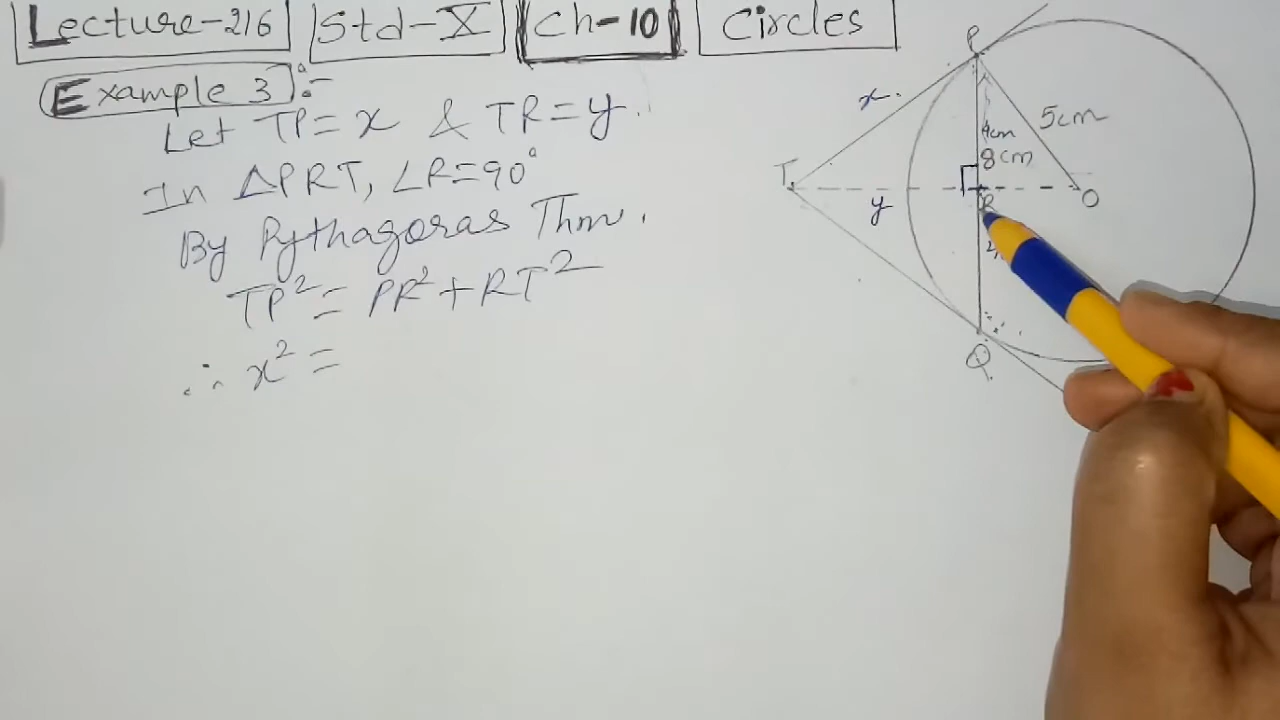 Lecture-216 Std-X Ch-10 Circles
Example 3 :-
Let TP = x & TR = y.
In △PRT, ∠R = 90°
By Pythagoras Thm.
TP² = PR² + RT²
∴ x² =
P
x
5cm
4cm
8cm
T
R
O
y
Q